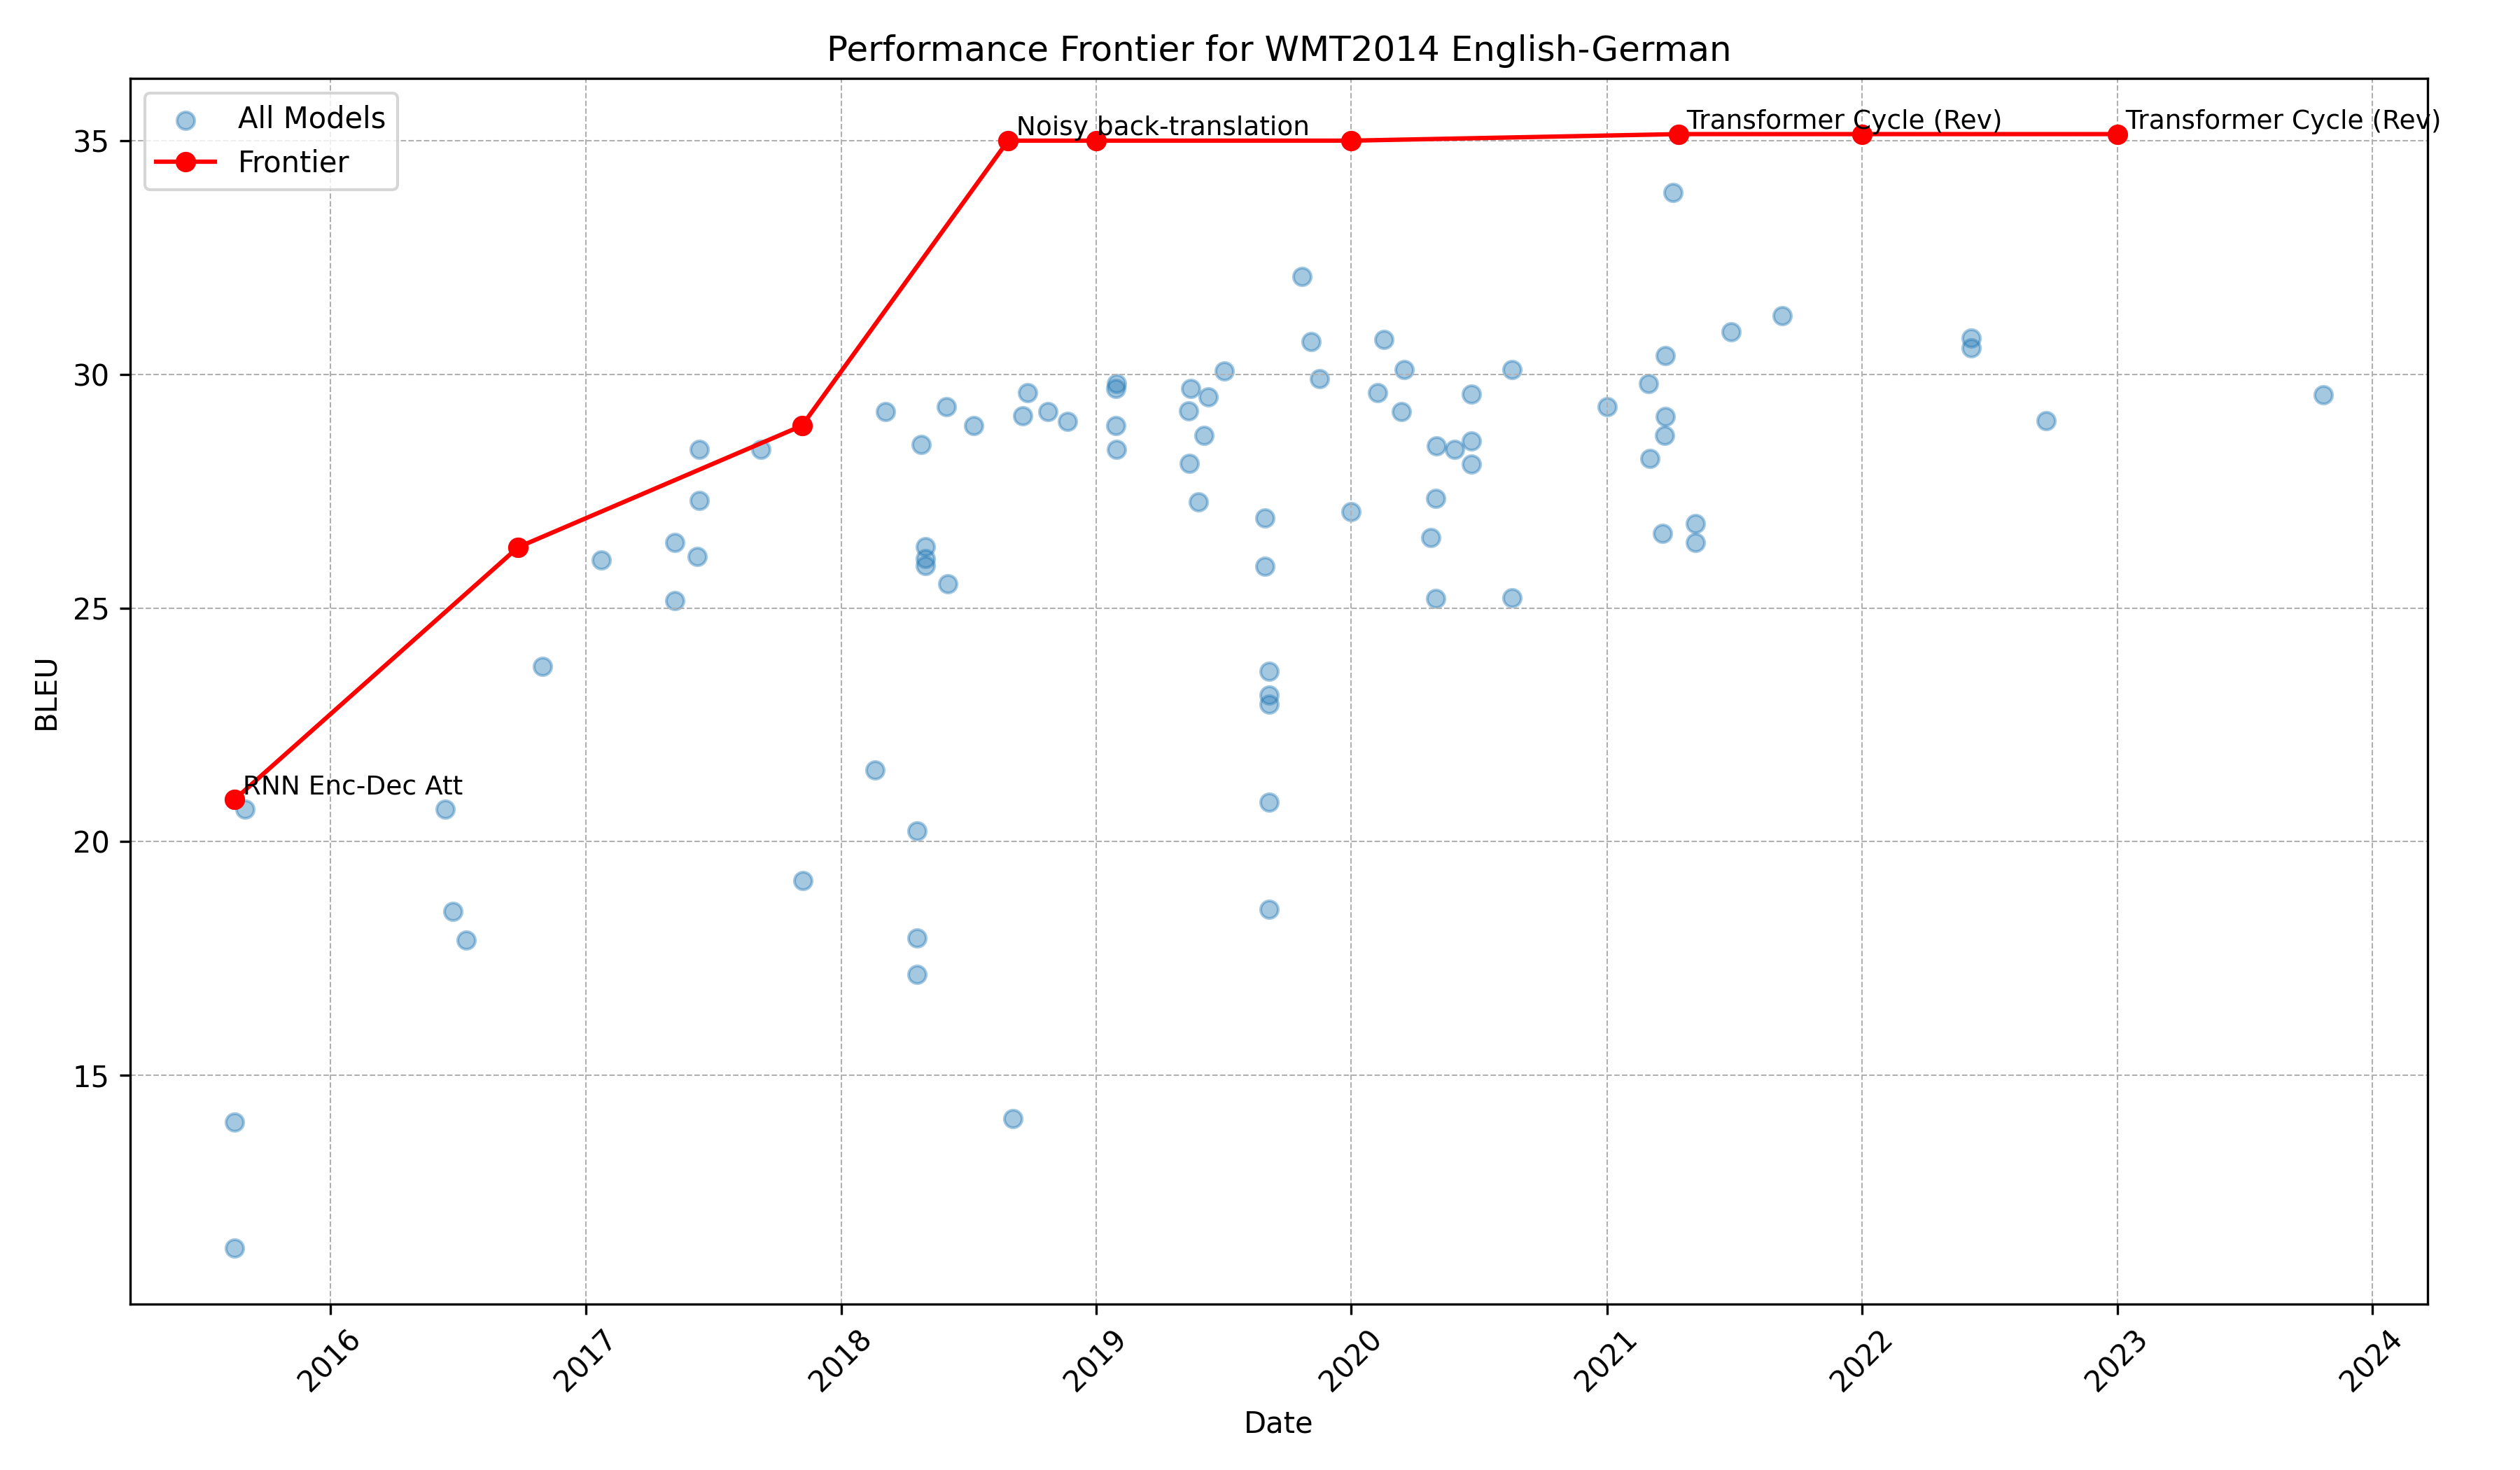 Performance Frontier for WMT2014 English-German
All Models
Frontier
Noisy back-translation
Transformer Cycle (Rev)
Transformer Cycle (Rev)
RNN Enc-Dec Att
BLEU
35
30
25
20
15
2016
2017
2018
2019
2020
2021
2022
2023
2024
Date